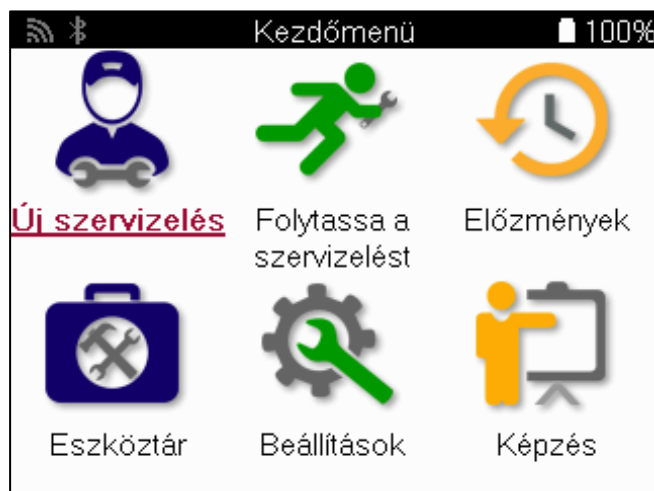 Kezdőmenü 100%
Új szervizelés
Folytassa a
szervizelést
Előzmények
Eszköztár
Beállítások
Képzés